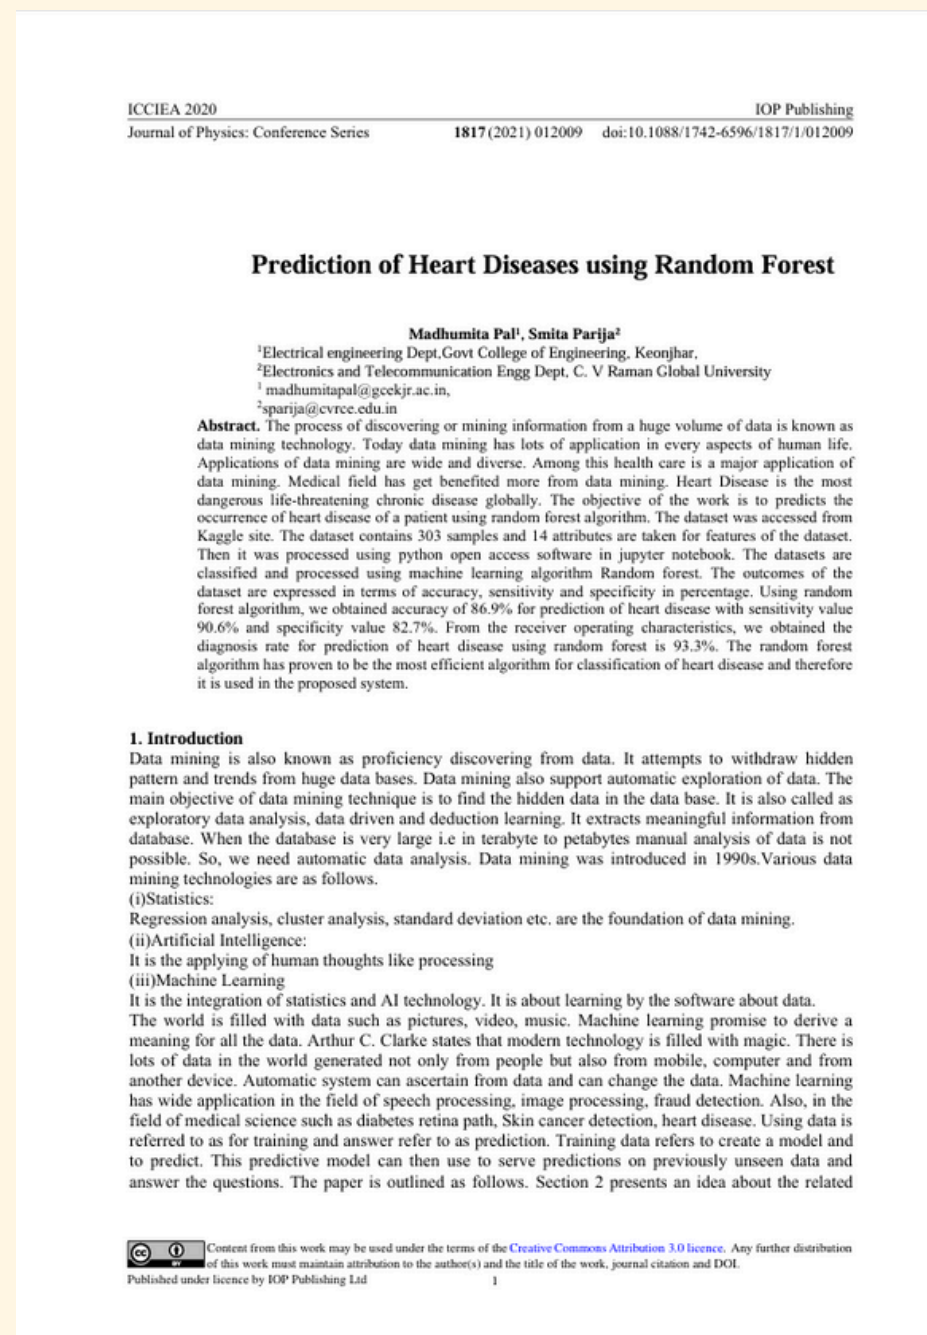 ICCIEA 2020
IOP Publishing
Journal of Physics: Conference Series
1817 (2021) 012009 doi:10.1088/1742-6596/1817/1/012009
Prediction of Heart Diseases using Random Forest
Madhumita Pal¹, Smita Parija²
¹Electrical engineering Dept,Govt College of Engineering, Keonjhar,
²Electronics and Telecommunication Engg Dept, C. V Raman Global University
¹ madhumitapal@gcekjr.ac.in,
²sparija@cvrce.edu.in
Abstract. The process of discovering or mining information from a huge volume of data is known as
data mining technology. Today data mining has lots of application in every aspects of human life.
Applications of data mining are wide and diverse. Among this health care is a major application of
data mining. Medical field has get benefited more from data mining. Heart Disease is the most
dangerous life-threatening chronic disease globally. The objective of the work is to predicts the
occurrence of heart disease of a patient using random forest algorithm. The dataset was accessed from
Kaggle site. The dataset contains 303 samples and 14 attributes are taken for features of the dataset.
Then it was processed using python open access software in jupyter notebook. The datasets are
classified and processed using machine learning algorithm Random forest. The outcomes of the
dataset are expressed in terms of accuracy, sensitivity and specificity in percentage. Using random
forest algorithm, we obtained accuracy of 86.9% for prediction of heart disease with sensitivity value
90.6% and specificity value 82.7%. From the receiver operating characteristics, we obtained the
diagnosis rate for prediction of heart disease using random forest is 93.3%. The random forest
algorithm has proven to be the most efficient algorithm for classification of heart disease and therefore
it is used in the proposed system.
1. Introduction
Data mining is also known as proficiency discovering from data. It attempts to withdraw hidden
pattern and trends from huge data bases. Data mining also support automatic exploration of data. The
main objective of data mining technique is to find the hidden data in the data base. It is also called as
exploratory data analysis, data driven and deduction learning. It extracts meaningful information from
database. When the database is very large i.e in terabyte to petabytes manual analysis of data is not
possible. So, we need automatic data analysis. Data mining was introduced in 1990s.Various data
mining technologies are as follows.
(i)Statistics:
Regression analysis, cluster analysis, standard deviation etc. are the foundation of data mining.
(ii)Artificial Intelligence:
It is the applying of human thoughts like processing
(iii)Machine Learning
It is the integration of statistics and AI technology. It is about learning by the software about data.
The world is filled with data such as pictures, video, music. Machine learning promise to derive a
meaning for all the data. Arthur C. Clarke states that modern technology is filled with magic. There is
lots of data in the world generated not only from people but also from mobile, computer and from
another device. Automatic system can ascertain from data and can change the data. Machine learning
has wide application in the field of speech processing, image processing, fraud detection. Also, in the
field of medical science such as diabetes retina path, Skin cancer detection, heart disease. Using data is
referred to as for training and answer refer to as prediction. Training data refers to create a model and
to predict. This predictive model can then use to serve predictions on previously unseen data and
answer the questions. The paper is outlined as follows. Section 2 presents an idea about the related
cc BY
Content from this work may be used under the terms of the Creative Commons Attribution 3.0 licence. Any further distribution
of this work must maintain attribution to the author(s) and the title of the work, journal citation and DOI.
Published under licence by IOP Publishing Ltd
1